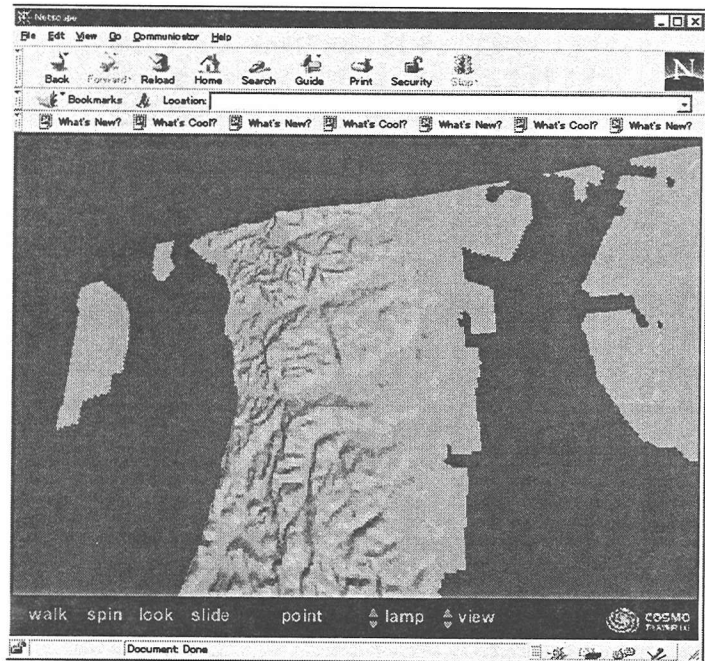 Netscape
File Edit View Go Communicator Help
Back Forward Reload Home Search Guide Print Security Stop
N
Bookmarks Location:
What's New? What's Cool? What's New? What's Cool? What's New? What's Cool? What's New?
walk spin look slide point lamp view
COSMO
Document: Done